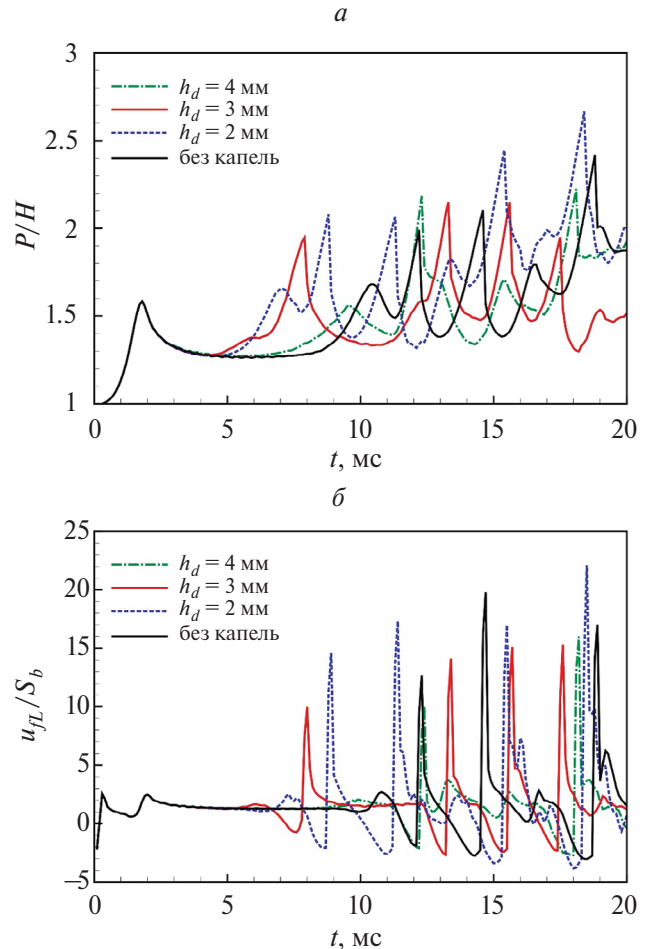 а
3
2.5
2
1.5
1
P/H
h_d = 4 мм
h_d = 3 мм
h_d = 2 мм
без капель
0 5 10 15 20
t, мс
б
25
20
15
10
5
0
−5
u_{fL}/S_b
h_d = 4 мм
h_d = 3 мм
h_d = 2 мм
без капель
0 5 10 15 20
t, мс